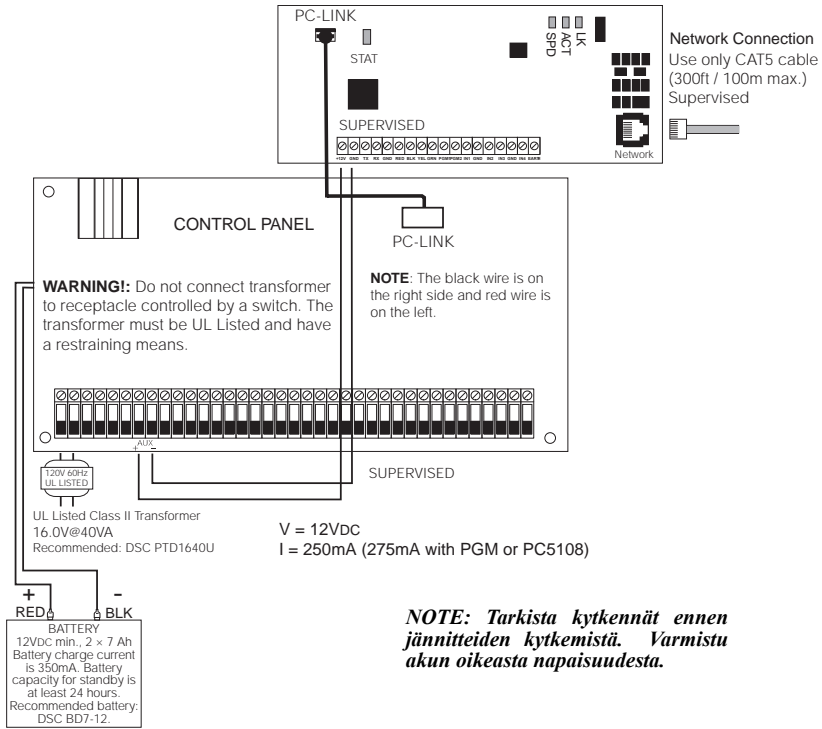 PC-LINK
STAT
SPD
ACT
LK
Network Connection
Use only CAT5 cable
(300ft / 100m max.)
Supervised
SUPERVISED
Network
+12V GND TX RX GND RED BLK YEL GRN PGM1 PGM2 IN1 GND IN2 IN3 GND IN4 EARTH
CONTROL PANEL
PC-LINK
WARNING!: Do not connect transformer
to receptacle controlled by a switch. The
transformer must be UL Listed and have
a restraining means.
NOTE: The black wire is on
the right side and red wire is
on the left.
AUX
+ –
120V 60Hz
UL LISTED
SUPERVISED
UL Listed Class II Transformer
16.0V@40VA
Recommended: DSC PTD1640U
V = 12VDC
I = 250mA (275mA with PGM or PC5108)
+ –
RED BLK
BATTERY
12VDC min., 2 × 7 Ah
Battery charge current
is 350mA. Battery
capacity for standby is
at least 24 hours.
Recommended battery:
DSC BD7-12.
NOTE: Tarkista kytkennät ennen
jännitteiden kytkemistä. Varmistu
akun oikeasta napaisuudesta.